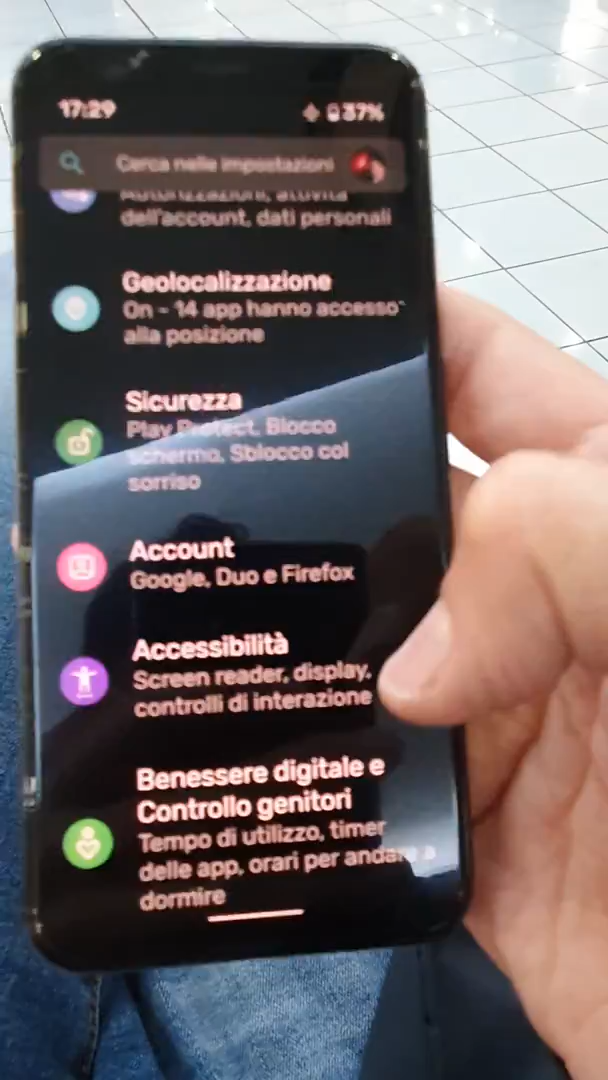 17:29
37%
Cerca nelle impostazioni
Autorizzazioni, attività
dell'account, dati personali
Geolocalizzazione
On – 14 app hanno accesso
alla posizione
Sicurezza
Play Protect, Blocco
schermo, Sblocco col
sorriso
Account
Google, Duo e Firefox
Accessibilità
Screen reader, display,
controlli di interazione
Benessere digitale e
Controllo genitori
Tempo di utilizzo, timer
delle app, orari per andare a
dormire